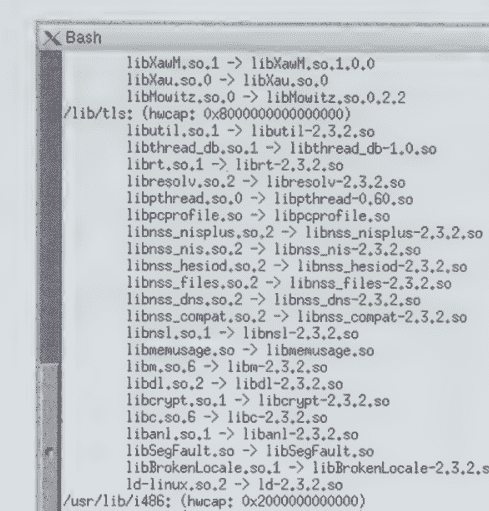 Bash
libXawM.so.1 -> libXawM.so.1.0.0
libXau.so.0 -> libXau.so.0
libMowitz.so.0 -> libMowitz.so.0.2.2
/lib/tls: (hwcap: 0x8000000000000000)
libutil.so.1 -> libutil-2.3.2.so
libthread_db.so.1 -> libthread_db-1.0.so
librt.so.1 -> librt-2.3.2.so
libresolv.so.2 -> libresolv-2.3.2.so
libpthread.so.0 -> libpthread-0.60.so
libpcprofile.so -> libpcprofile.so
libnss_nisplus.so.2 -> libnss_nisplus-2.3.2.so
libnss_nis.so.2 -> libnss_nis-2.3.2.so
libnss_hesiod.so.2 -> libnss_hesiod-2.3.2.so
libnss_files.so.2 -> libnss_files-2.3.2.so
libnss_dns.so.2 -> libnss_dns-2.3.2.so
libnss_compat.so.2 -> libnss_compat-2.3.2.so
libnsl.so.1 -> libnsl-2.3.2.so
libmemusage.so -> libmemusage.so
libm.so.6 -> libm-2.3.2.so
libdl.so.2 -> libdl-2.3.2.so
libcrypt.so.1 -> libcrypt-2.3.2.so
libc.so.6 -> libc-2.3.2.so
libanl.so.1 -> libanl-2.3.2.so
libSegFault.so -> libSegFault.so
libBrokenLocale.so.1 -> libBrokenLocale-2.3.2.s
ld-linux.so.2 -> ld-2.3.2.so
/usr/lib/i486: (hwcap: 0x2000000000000)